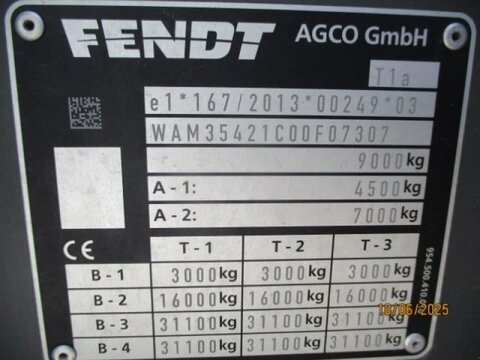 FENDT AGCO GmbH
T1a
e1*167/2013*00249*03
WAM35421C00F07307
9000kg
A - 1: 4500kg
A - 2: 7000kg
CE T - 1 T - 2 T - 3
B - 1 3000kg 3000kg 3000kg
B - 2 16000kg 16000kg 16000kg
B - 3 31100kg 31100kg 31100kg
B - 4 31100kg 31100kg 31100kg
954.500.410
18/06/2025